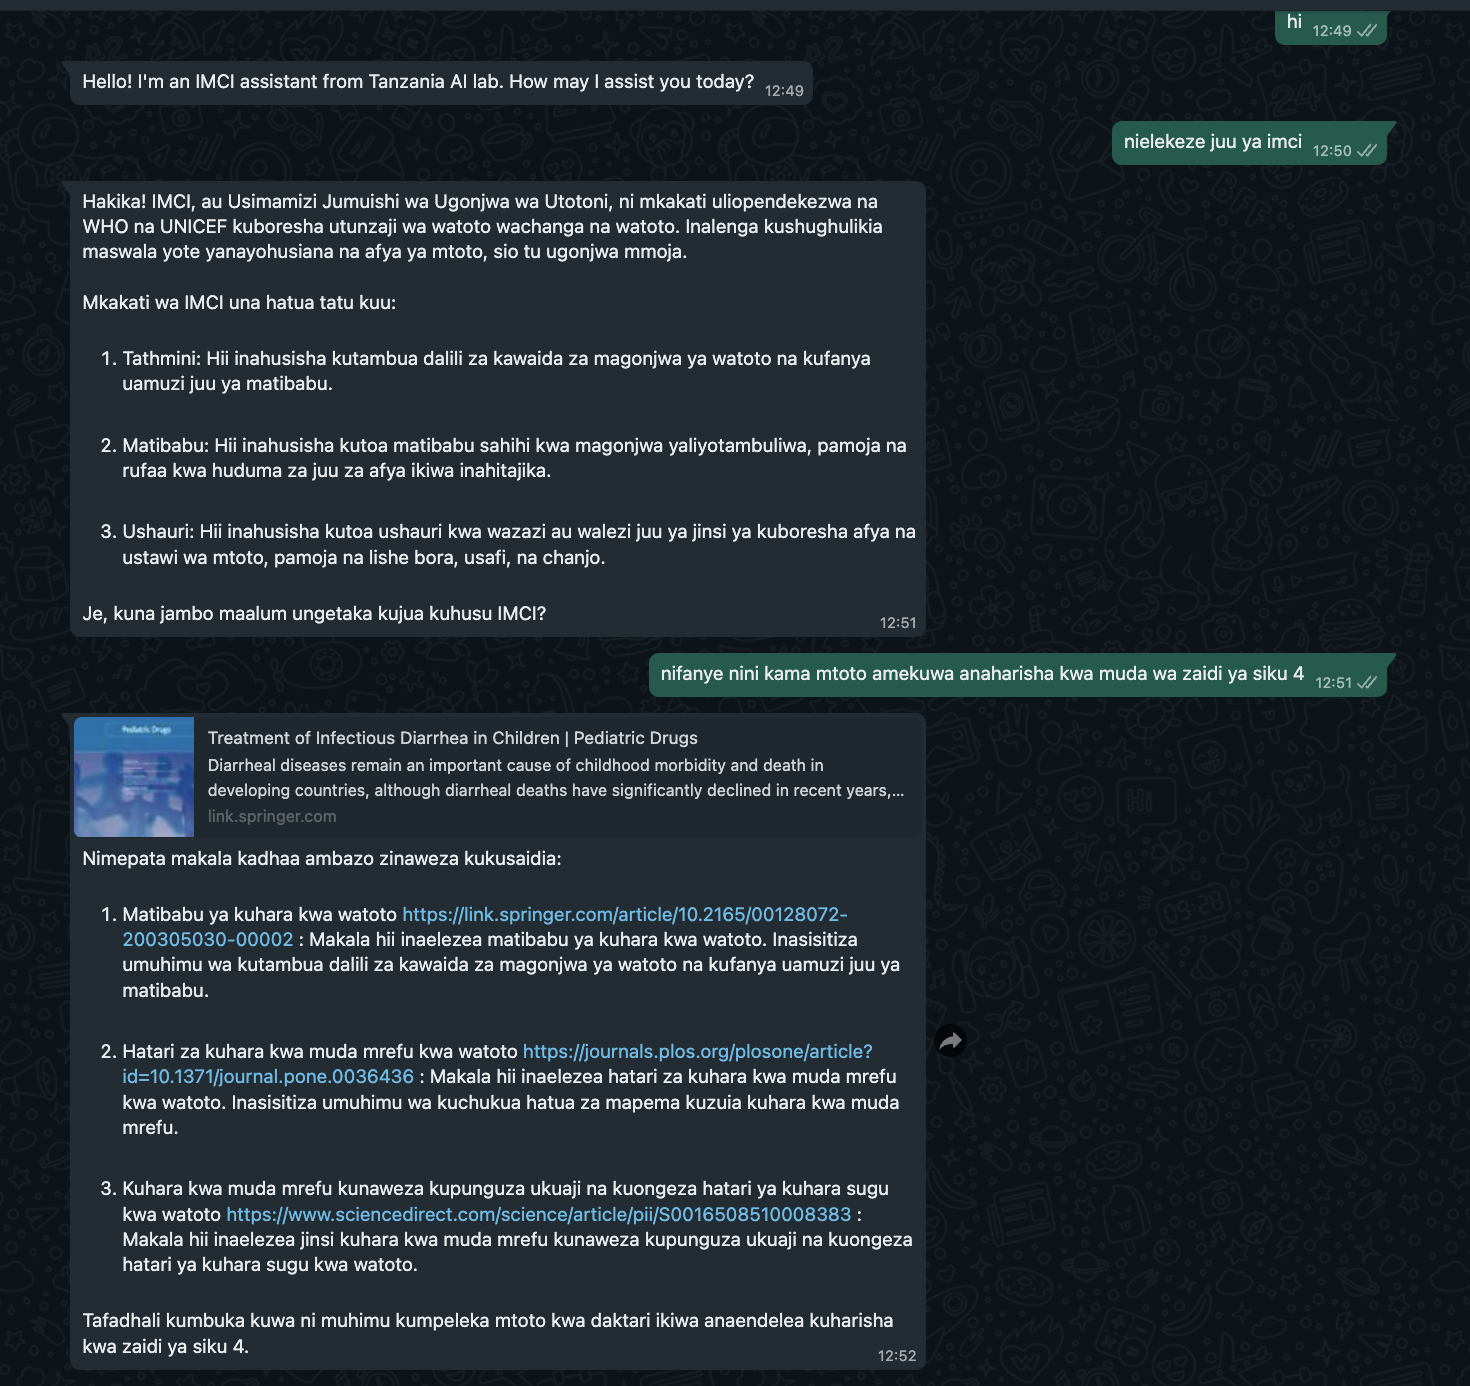 hi 12:49
Hello! I'm an IMCI assistant from Tanzania AI lab. How may I assist you today? 12:49
nielekeze juu ya imci 12:50
Hakika! IMCI, au Usimamizi Jumuishi wa Ugonjwa wa Utotoni, ni mkakati uliopendekezwa na
WHO na UNICEF kuboresha utunzaji wa watoto wachanga na watoto. Inalenga kushughulikia
maswala yote yanayohusiana na afya ya mtoto, sio tu ugonjwa mmoja.
Mkakati wa IMCI una hatua tatu kuu:
1. Tathmini: Hii inahusisha kutambua dalili za kawaida za magonjwa ya watoto na kufanya
uamuzi juu ya matibabu.
2. Matibabu: Hii inahusisha kutoa matibabu sahihi kwa magonjwa yaliyotambuliwa, pamoja na
rufaa kwa huduma za juu za afya ikiwa inahitajika.
3. Ushauri: Hii inahusisha kutoa ushauri kwa wazazi au walezi juu ya jinsi ya kuboresha afya na
ustawi wa mtoto, pamoja na lishe bora, usafi, na chanjo.
Je, kuna jambo maalum ungetaka kujua kuhusu IMCI?
12:51
nifanye nini kama mtoto amekuwa anaharisha kwa muda wa zaidi ya siku 4 12:51
Pediatric Drugs
Treatment of Infectious Diarrhea in Children | Pediatric Drugs
Diarrheal diseases remain an important cause of childhood morbidity and death in
developing countries, although diarrheal deaths have significantly declined in recent years,...
link.springer.com
Nimepata makala kadhaa ambazo zinaweza kukusaidia:
1. Matibabu ya kuhara kwa watoto https://link.springer.com/article/10.2165/00128072-
200305030-00002 : Makala hii inaelezea matibabu ya kuhara kwa watoto. Inasisitiza
umuhimu wa kutambua dalili za kawaida za magonjwa ya watoto na kufanya uamuzi juu ya
matibabu.
2. Hatari za kuhara kwa muda mrefu kwa watoto https://journals.plos.org/plosone/article?
id=10.1371/journal.pone.0036436 : Makala hii inaelezea hatari za kuhara kwa muda mrefu
kwa watoto. Inasisitiza umuhimu wa kuchukua hatua za mapema kuzuia kuhara kwa muda
mrefu.
3. Kuhara kwa muda mrefu kunaweza kupunguza ukuaji na kuongeza hatari ya kuhara sugu
kwa watoto https://www.sciencedirect.com/science/article/pii/S0016508510008383 :
Makala hii inaelezea jinsi kuhara kwa muda mrefu kunaweza kupunguza ukuaji na kuongeza
hatari ya kuhara sugu kwa watoto.
Tafadhali kumbuka kuwa ni muhimu kumpeleka mtoto kwa daktari ikiwa anaendelea kuharisha
kwa zaidi ya siku 4.
12:52